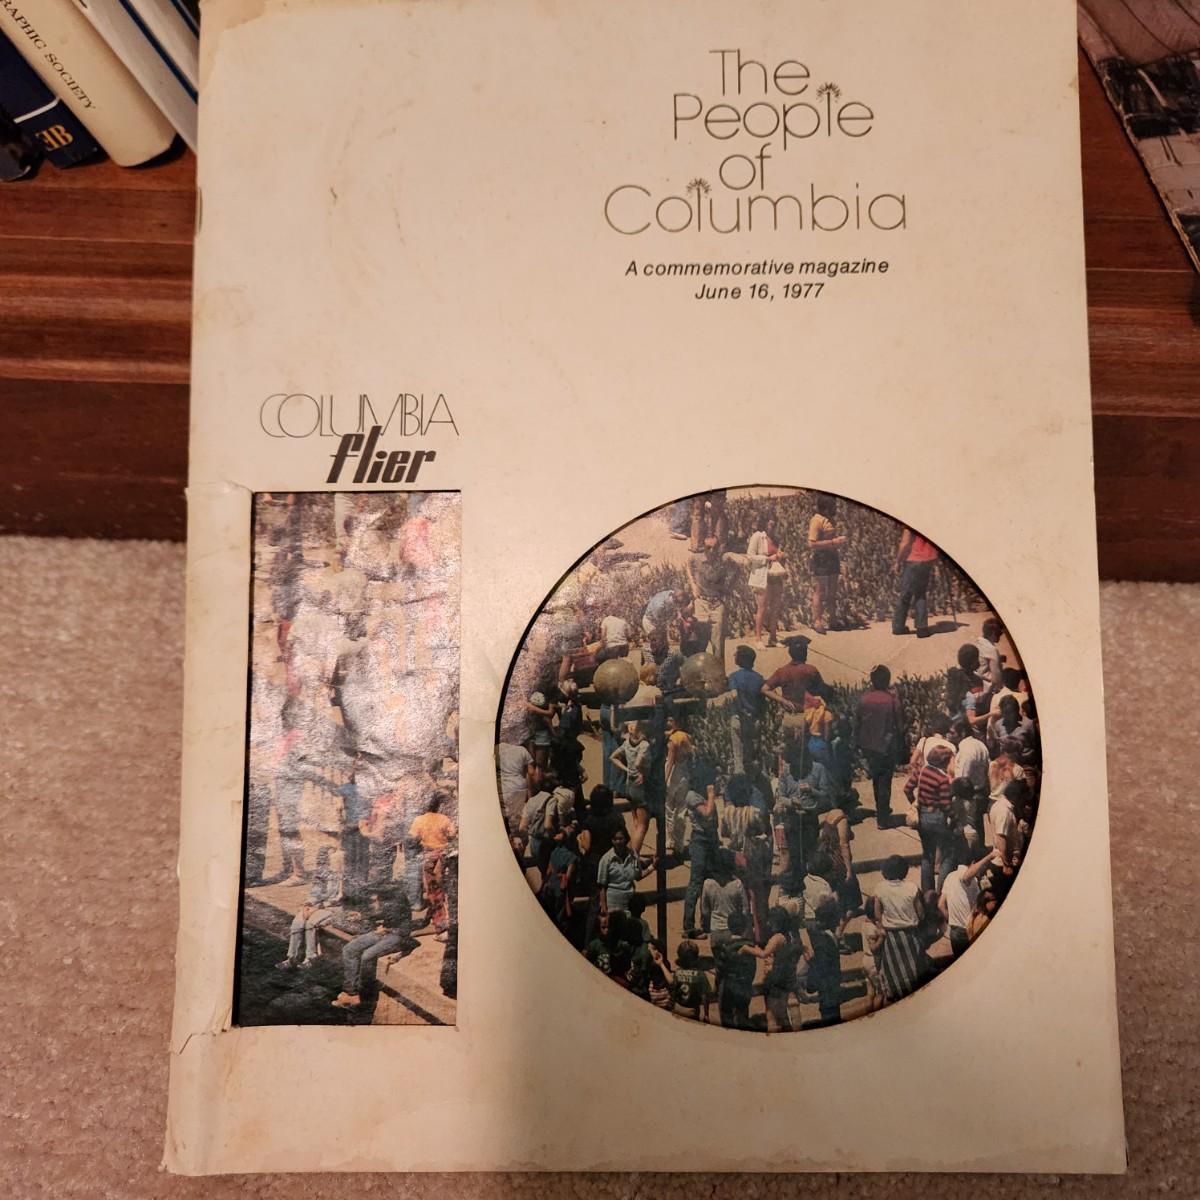 RAPHIC SOCIETY
The
People
of
Columbia
A commemorative magazine
June 16, 1977
COLUMBIA
flier